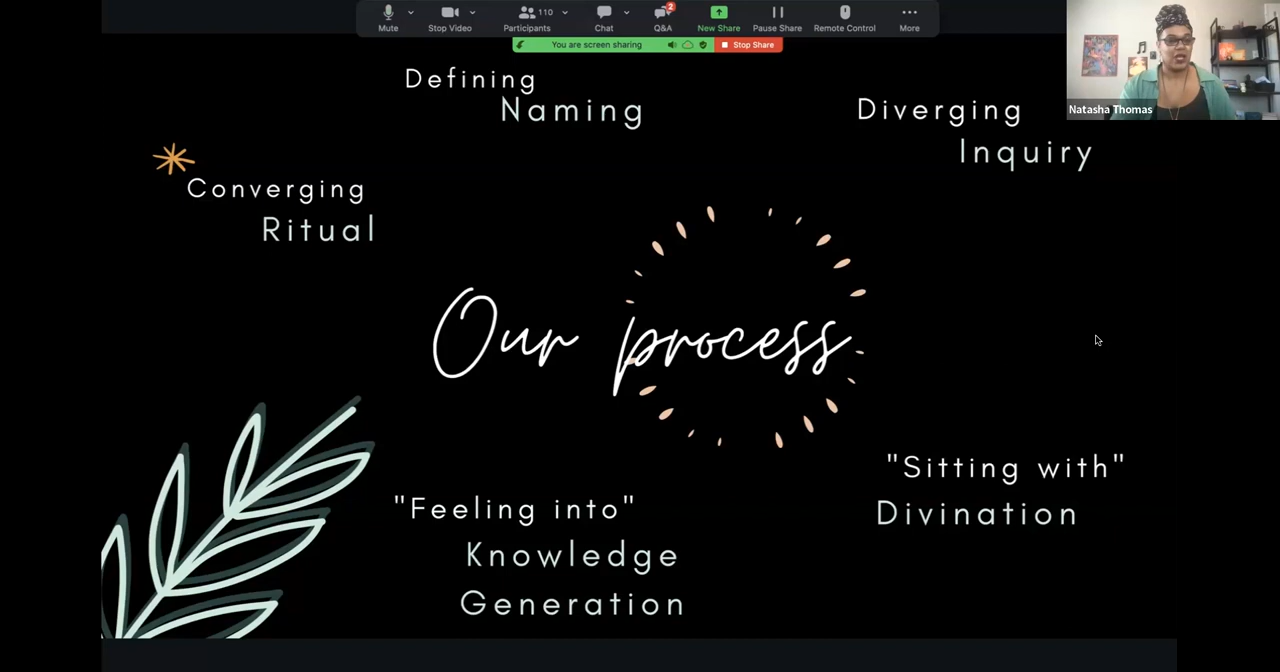 Mute
Stop Video
Participants
110
Chat
Q&A
2
New Share
Pause Share
Remote Control
More
You are screen sharing
Stop Share
Natasha Thomas
Defining
Naming
Diverging
Inquiry
Converging
Ritual
Our process
"Sitting with"
Divination
"Feeling into"
Knowledge
Generation